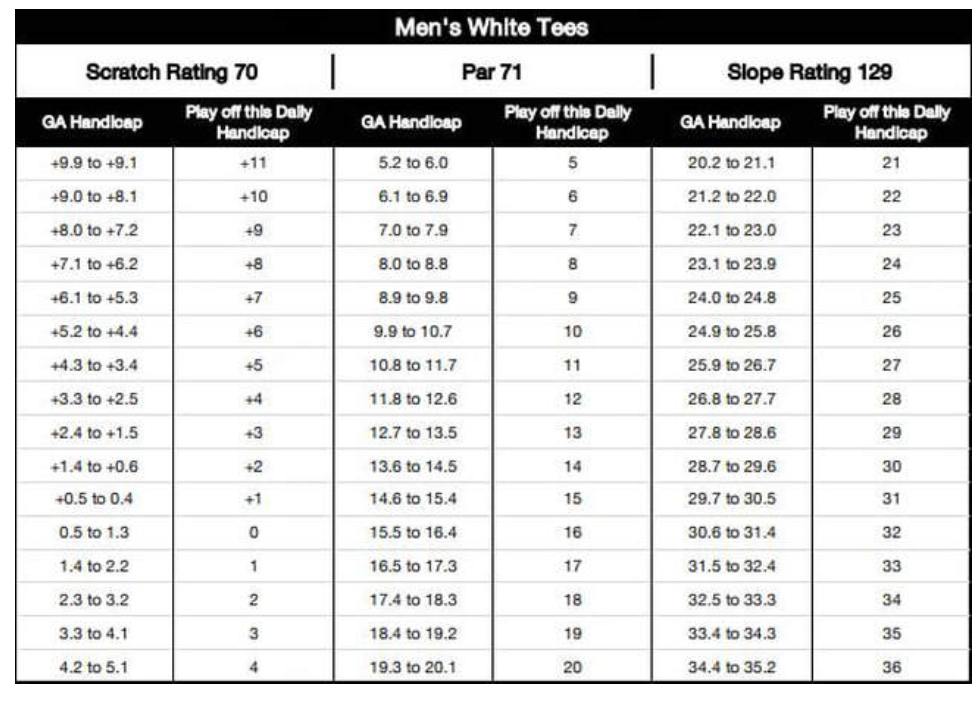 Men's White Tees
Scratch Rating 70 | Par 71 | Slope Rating 129
GA Handicap Play off this Daily Handicap GA Handicap Play off this Daily Handicap GA Handicap Play off this Daily Handicap
+9.9 to +9.1 +11 5.2 to 6.0 5 20.2 to 21.1 21
+9.0 to +8.1 +10 6.1 to 6.9 6 21.2 to 22.0 22
+8.0 to +7.2 +9 7.0 to 7.9 7 22.1 to 23.0 23
+7.1 to +6.2 +8 8.0 to 8.8 8 23.1 to 23.9 24
+6.1 to +5.3 +7 8.9 to 9.8 9 24.0 to 24.8 25
+5.2 to +4.4 +6 9.9 to 10.7 10 24.9 to 25.8 26
+4.3 to +3.4 +5 10.8 to 11.7 11 25.9 to 26.7 27
+3.3 to +2.5 +4 11.8 to 12.6 12 26.8 to 27.7 28
+2.4 to +1.5 +3 12.7 to 13.5 13 27.8 to 28.6 29
+1.4 to +0.6 +2 13.6 to 14.5 14 28.7 to 29.6 30
+0.5 to 0.4 +1 14.6 to 15.4 15 29.7 to 30.5 31
0.5 to 1.3 0 15.5 to 16.4 16 30.6 to 31.4 32
1.4 to 2.2 1 16.5 to 17.3 17 31.5 to 32.4 33
2.3 to 3.2 2 17.4 to 18.3 18 32.5 to 33.3 34
3.3 to 4.1 3 18.4 to 19.2 19 33.4 to 34.3 35
4.2 to 5.1 4 19.3 to 20.1 20 34.4 to 35.2 36